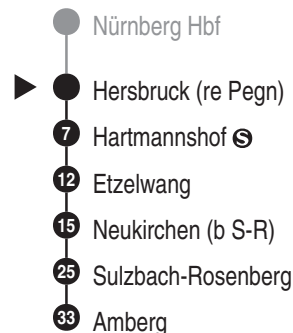 Nürnberg Hbf
Hersbruck (re Pegn)
7 Hartmannshof S
12 Etzelwang
15 Neukirchen (b S-R)
25 Sulzbach-Rosenberg
33 Amberg